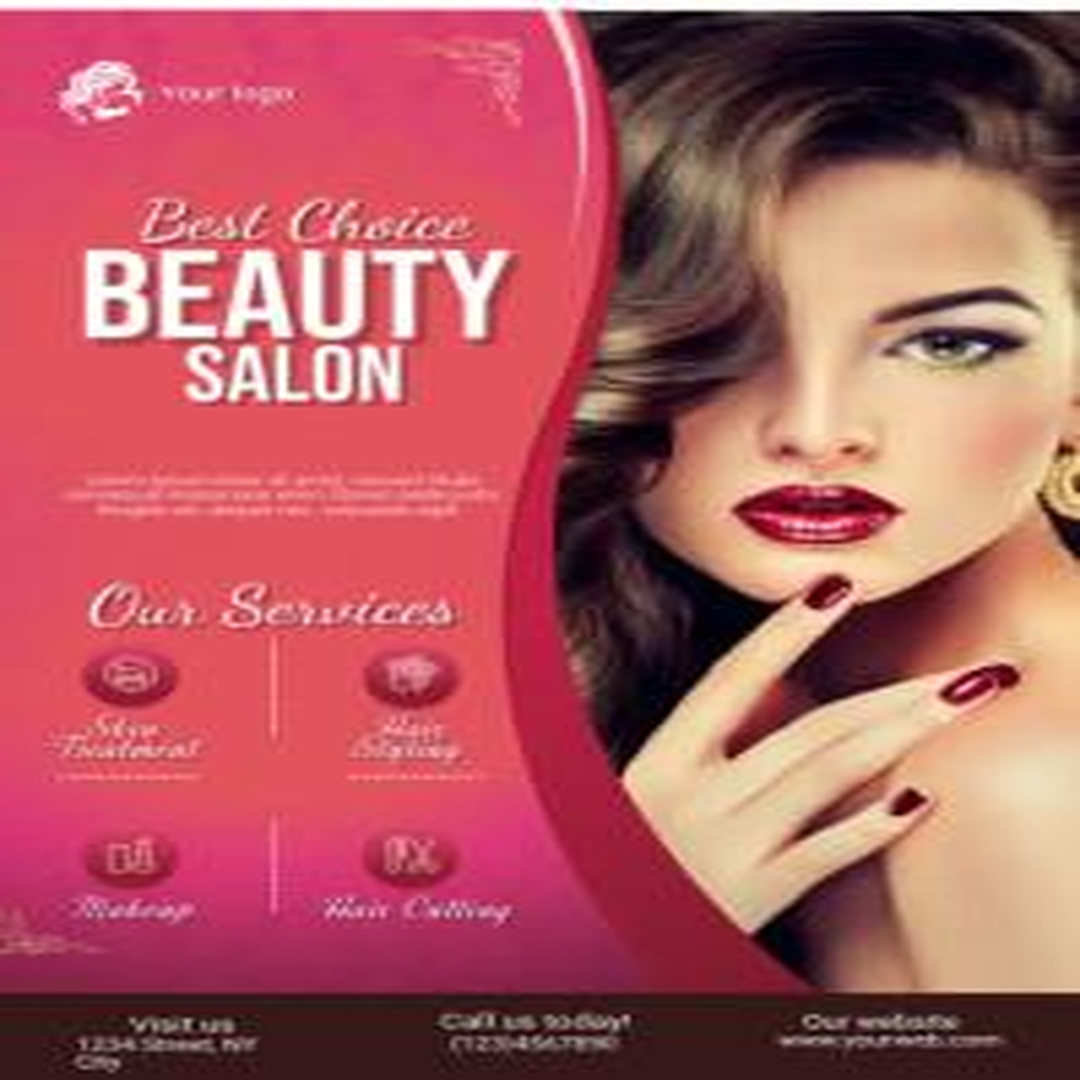 Your logo
Best Choice
BEAUTY
SALON
Our Services
Skin
Treatment
Hair
Styling
Makeup
Hair Cutting
Visit us
1234 Street, NY
City
Call us today!
(123)4567890
Our website
www.yourweb.com